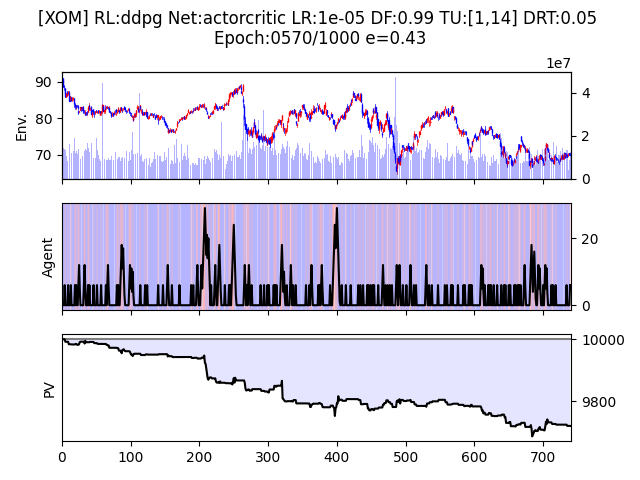 [XOM] RL:ddpg Net:actorcritic LR:1e-05 DF:0.99 TU:[1,14] DRT:0.05
Epoch:0570/1000 e=0.43
1e7
90
80
70
Env.
4
2
0
Agent
20
0
PV
10000
9800
0 100 200 300 400 500 600 700